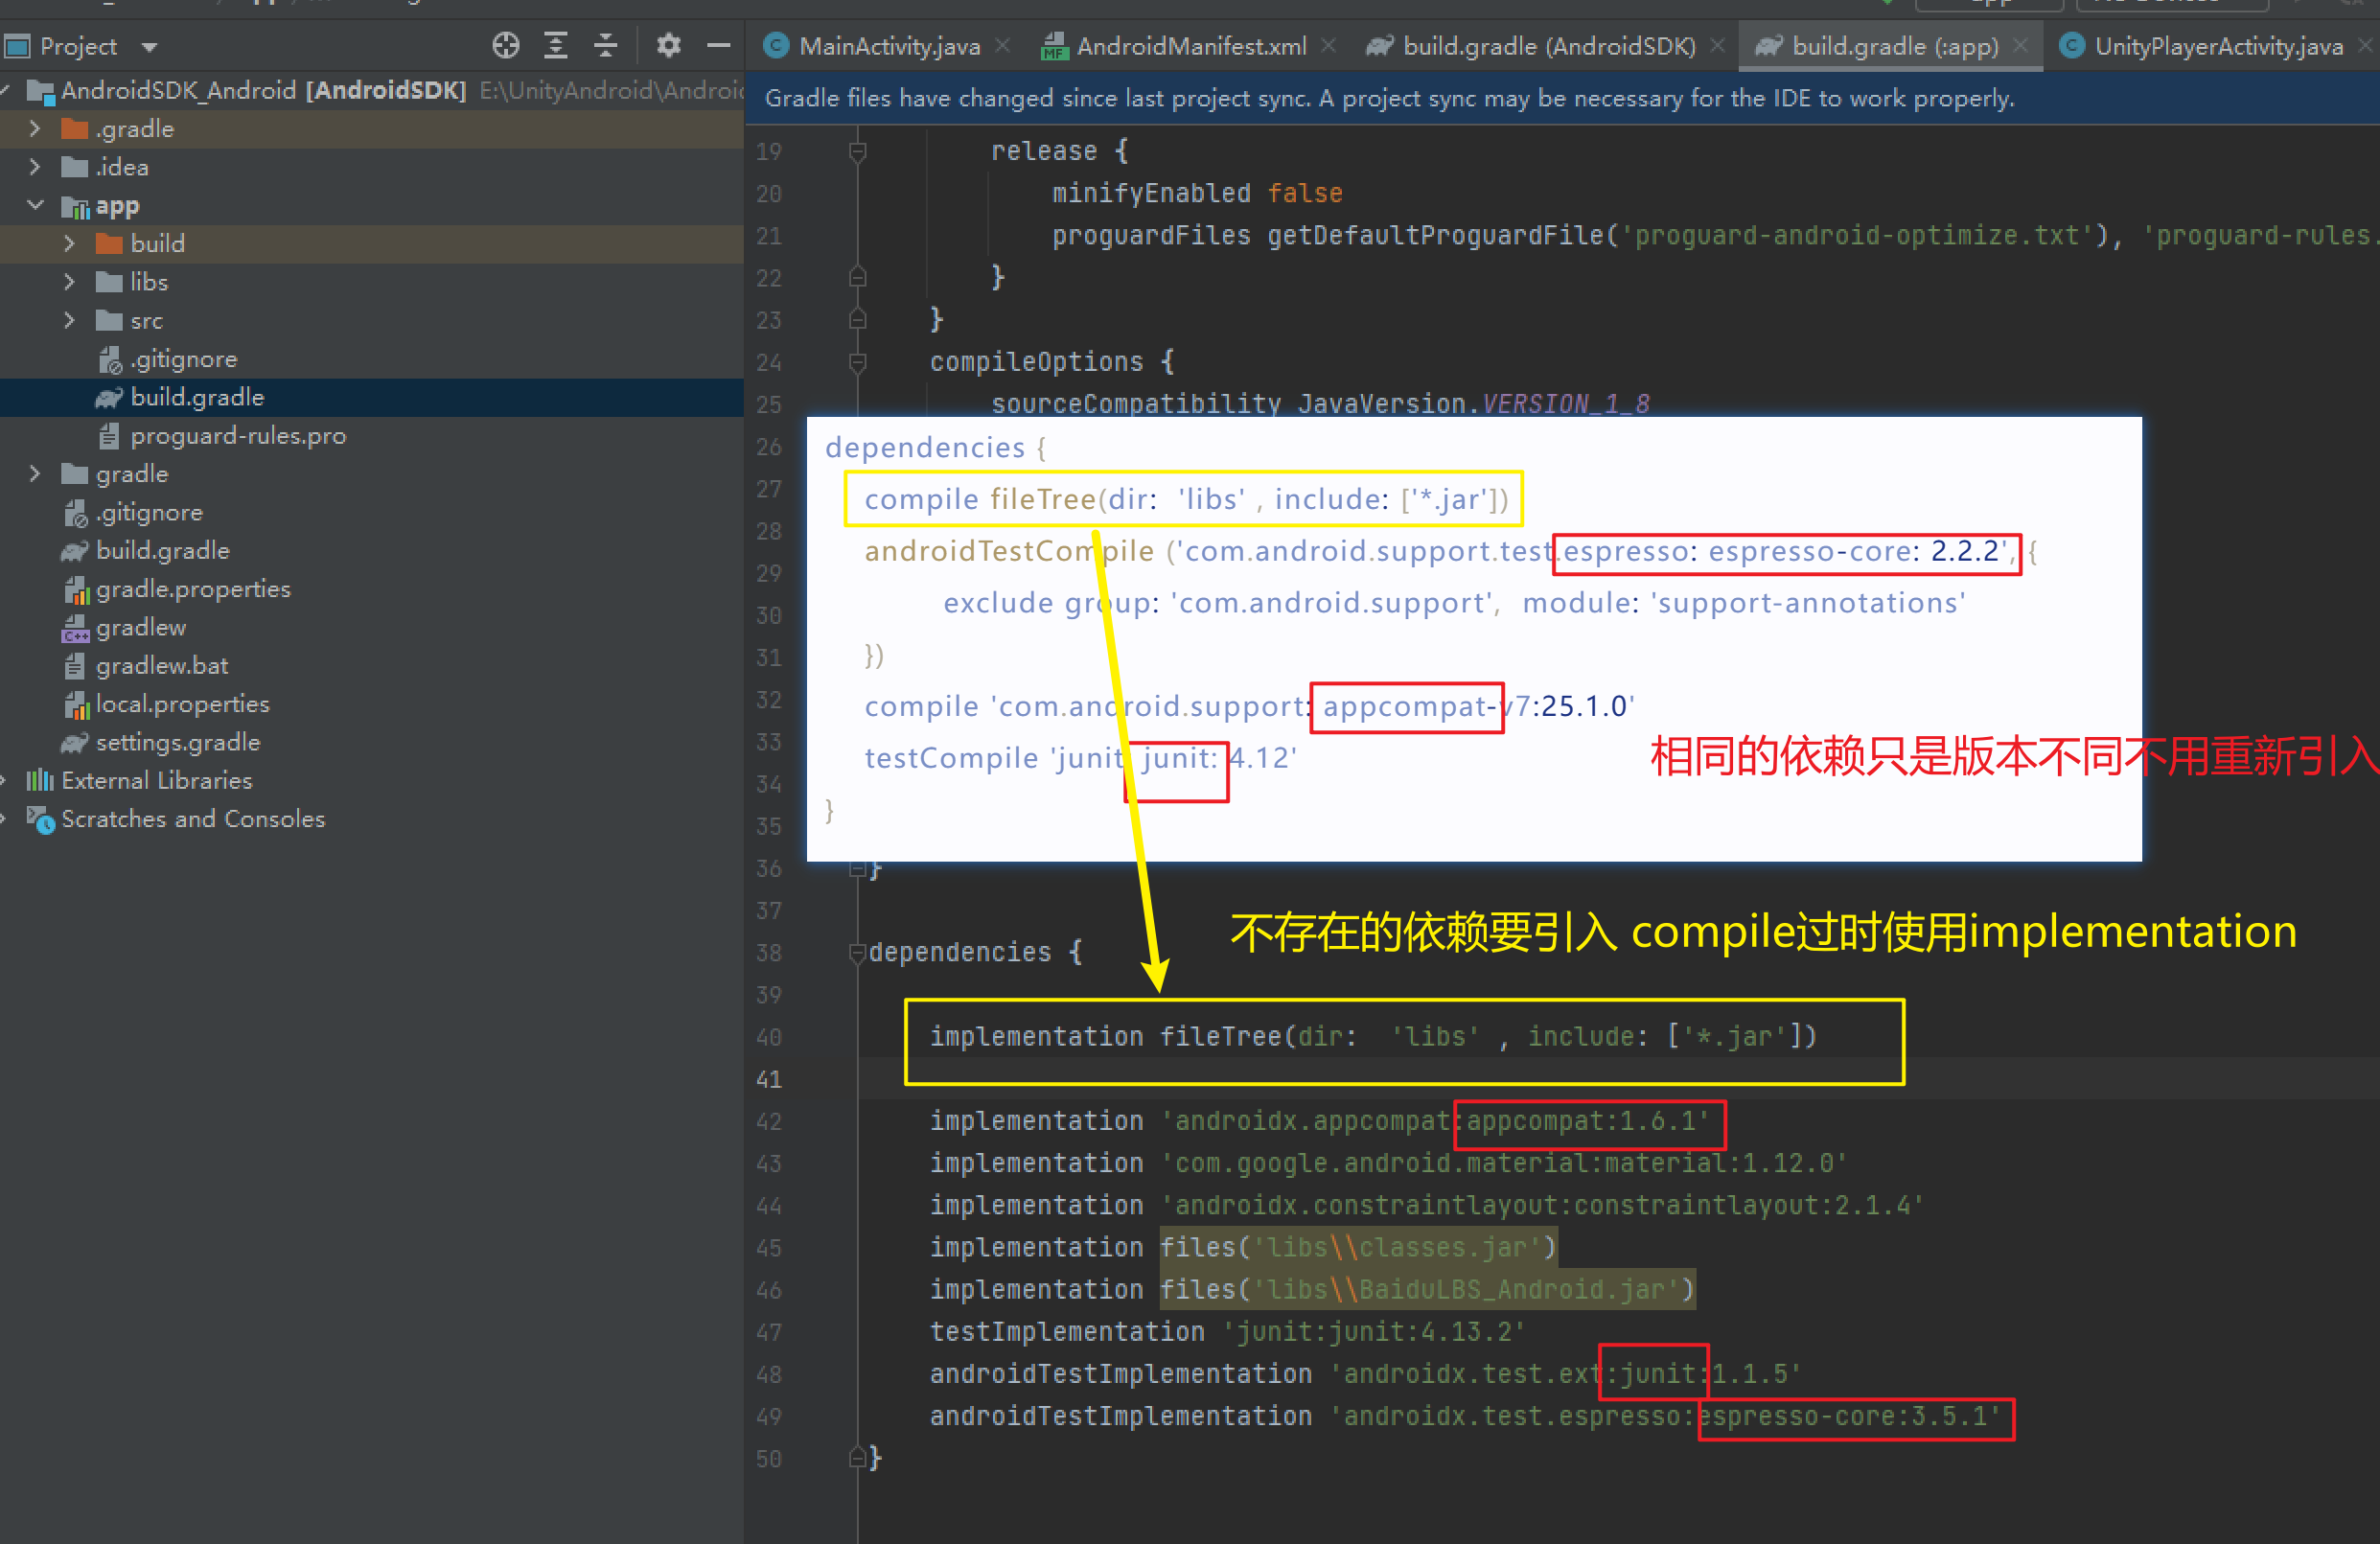 Project
MainActivity.java
AndroidManifest.xml
build.gradle (AndroidSDK)
build.gradle (:app)
UnityPlayerActivity.java
AndroidSDK_Android [AndroidSDK] E:\UnityAndroid\Androi
.gradle
.idea
app
build
libs
src
.gitignore
build.gradle
proguard-rules.pro
gradle
.gitignore
build.gradle
gradle.properties
gradlew
gradlew.bat
local.properties
settings.gradle
External Libraries
Scratches and Consoles
Gradle files have changed since last project sync. A project sync may be necessary for the IDE to work properly.
19 release {
20 minifyEnabled false
21 proguardFiles getDefaultProguardFile('proguard-android-optimize.txt'), 'proguard-rules.
22 }
23 }
24 compileOptions {
25 sourceCompatibility JavaVersion.VERSION_1_8
26
27
28
29
30
31
32
33
34
35
dependencies {
compile fileTree(dir: 'libs' , include: ['*.jar'])
androidTestCompile ('com.android.support.test.espresso: espresso-core: 2.2.2', {
exclude group: 'com.android.support', module: 'support-annotations'
})
compile 'com.android.support: appcompat-v7:25.1.0'
testCompile 'junit: junit: 4.12'
}
相同的依赖只是版本不同不用重新引入
36 }
37
不存在的依赖要引入 compile过时使用implementation
38 dependencies {
39
40 implementation fileTree(dir: 'libs' , include: ['*.jar'])
41
42 implementation 'androidx.appcompat:appcompat:1.6.1'
43 implementation 'com.google.android.material:material:1.12.0'
44 implementation 'androidx.constraintlayout:constraintlayout:2.1.4'
45 implementation files('libs\\classes.jar')
46 implementation files('libs\\BaiduLBS_Android.jar')
47 testImplementation 'junit:junit:4.13.2'
48 androidTestImplementation 'androidx.test.ext:junit:1.1.5'
49 androidTestImplementation 'androidx.test.espresso:espresso-core:3.5.1'
50 }